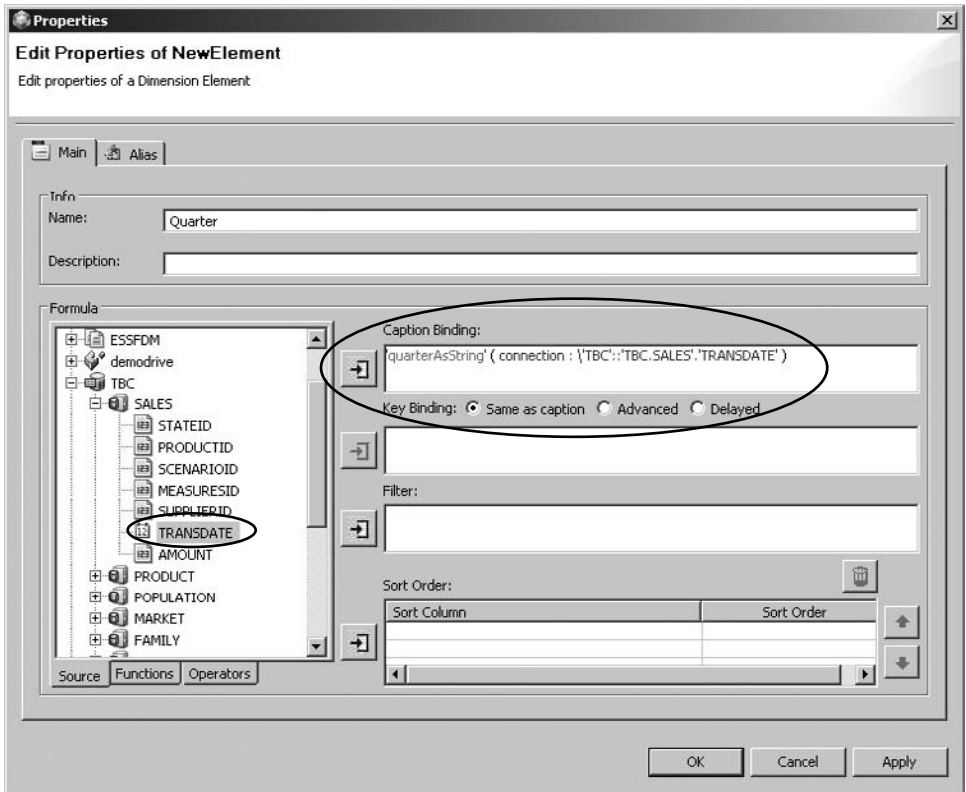 Properties
Edit Properties of NewElement
Edit properties of a Dimension Element
Main
Alias
Info
Name:
Quarter
Description:
Formula
ESSFDM
demodrive
TBC
SALES
STATEID
PRODUCTID
SCENARIOID
MEASURESID
SUPPLIERID
TRANSDATE
AMOUNT
PRODUCT
POPULATION
MARKET
FAMILY
Source
Functions
Operators
Caption Binding:
'quarterAsString' ( connection : \'TBC'::'TBC.SALES'.'TRANSDATE' )
Key Binding: Same as caption Advanced Delayed
Filter:
Sort Order:
Sort Column Sort Order
OK Cancel Apply